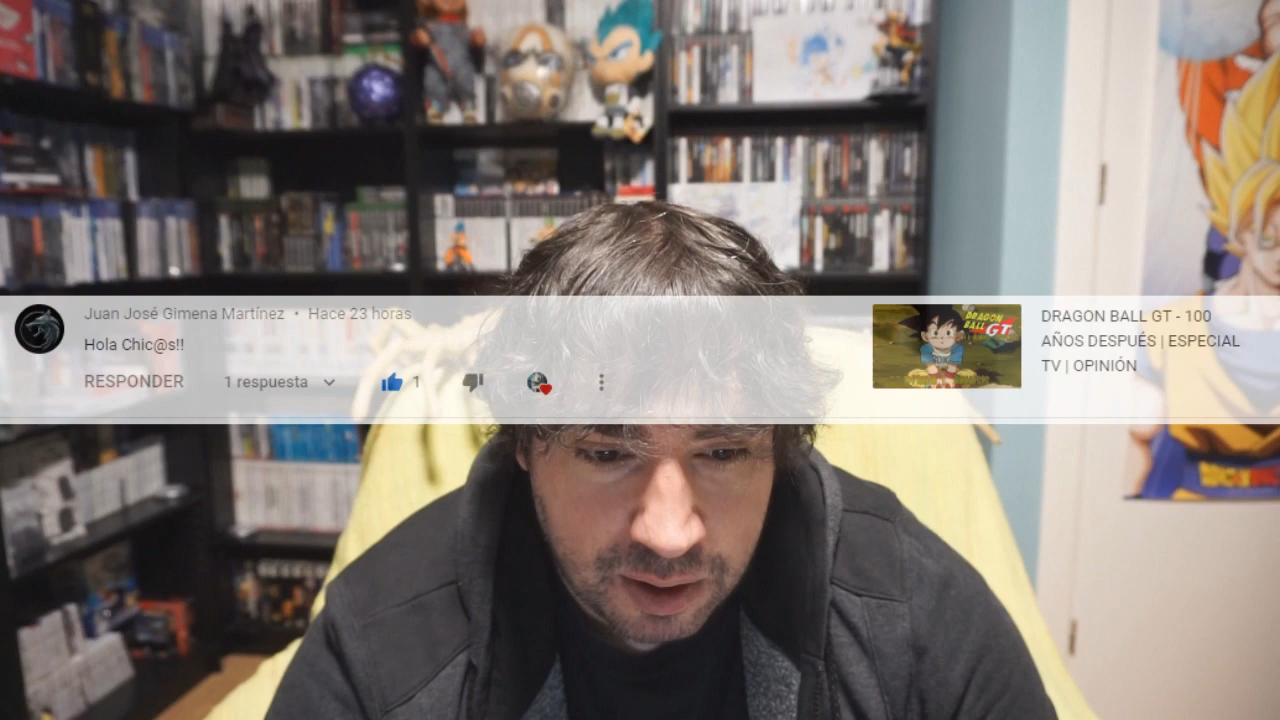 Juan José Gimena Martínez • Hace 23 horas
Hola Chic@s!!
RESPONDER 1 respuesta 1
DRAGON BALL GT
DRAGON BALL GT - 100
AÑOS DESPUÉS | ESPECIAL
TV | OPINIÓN